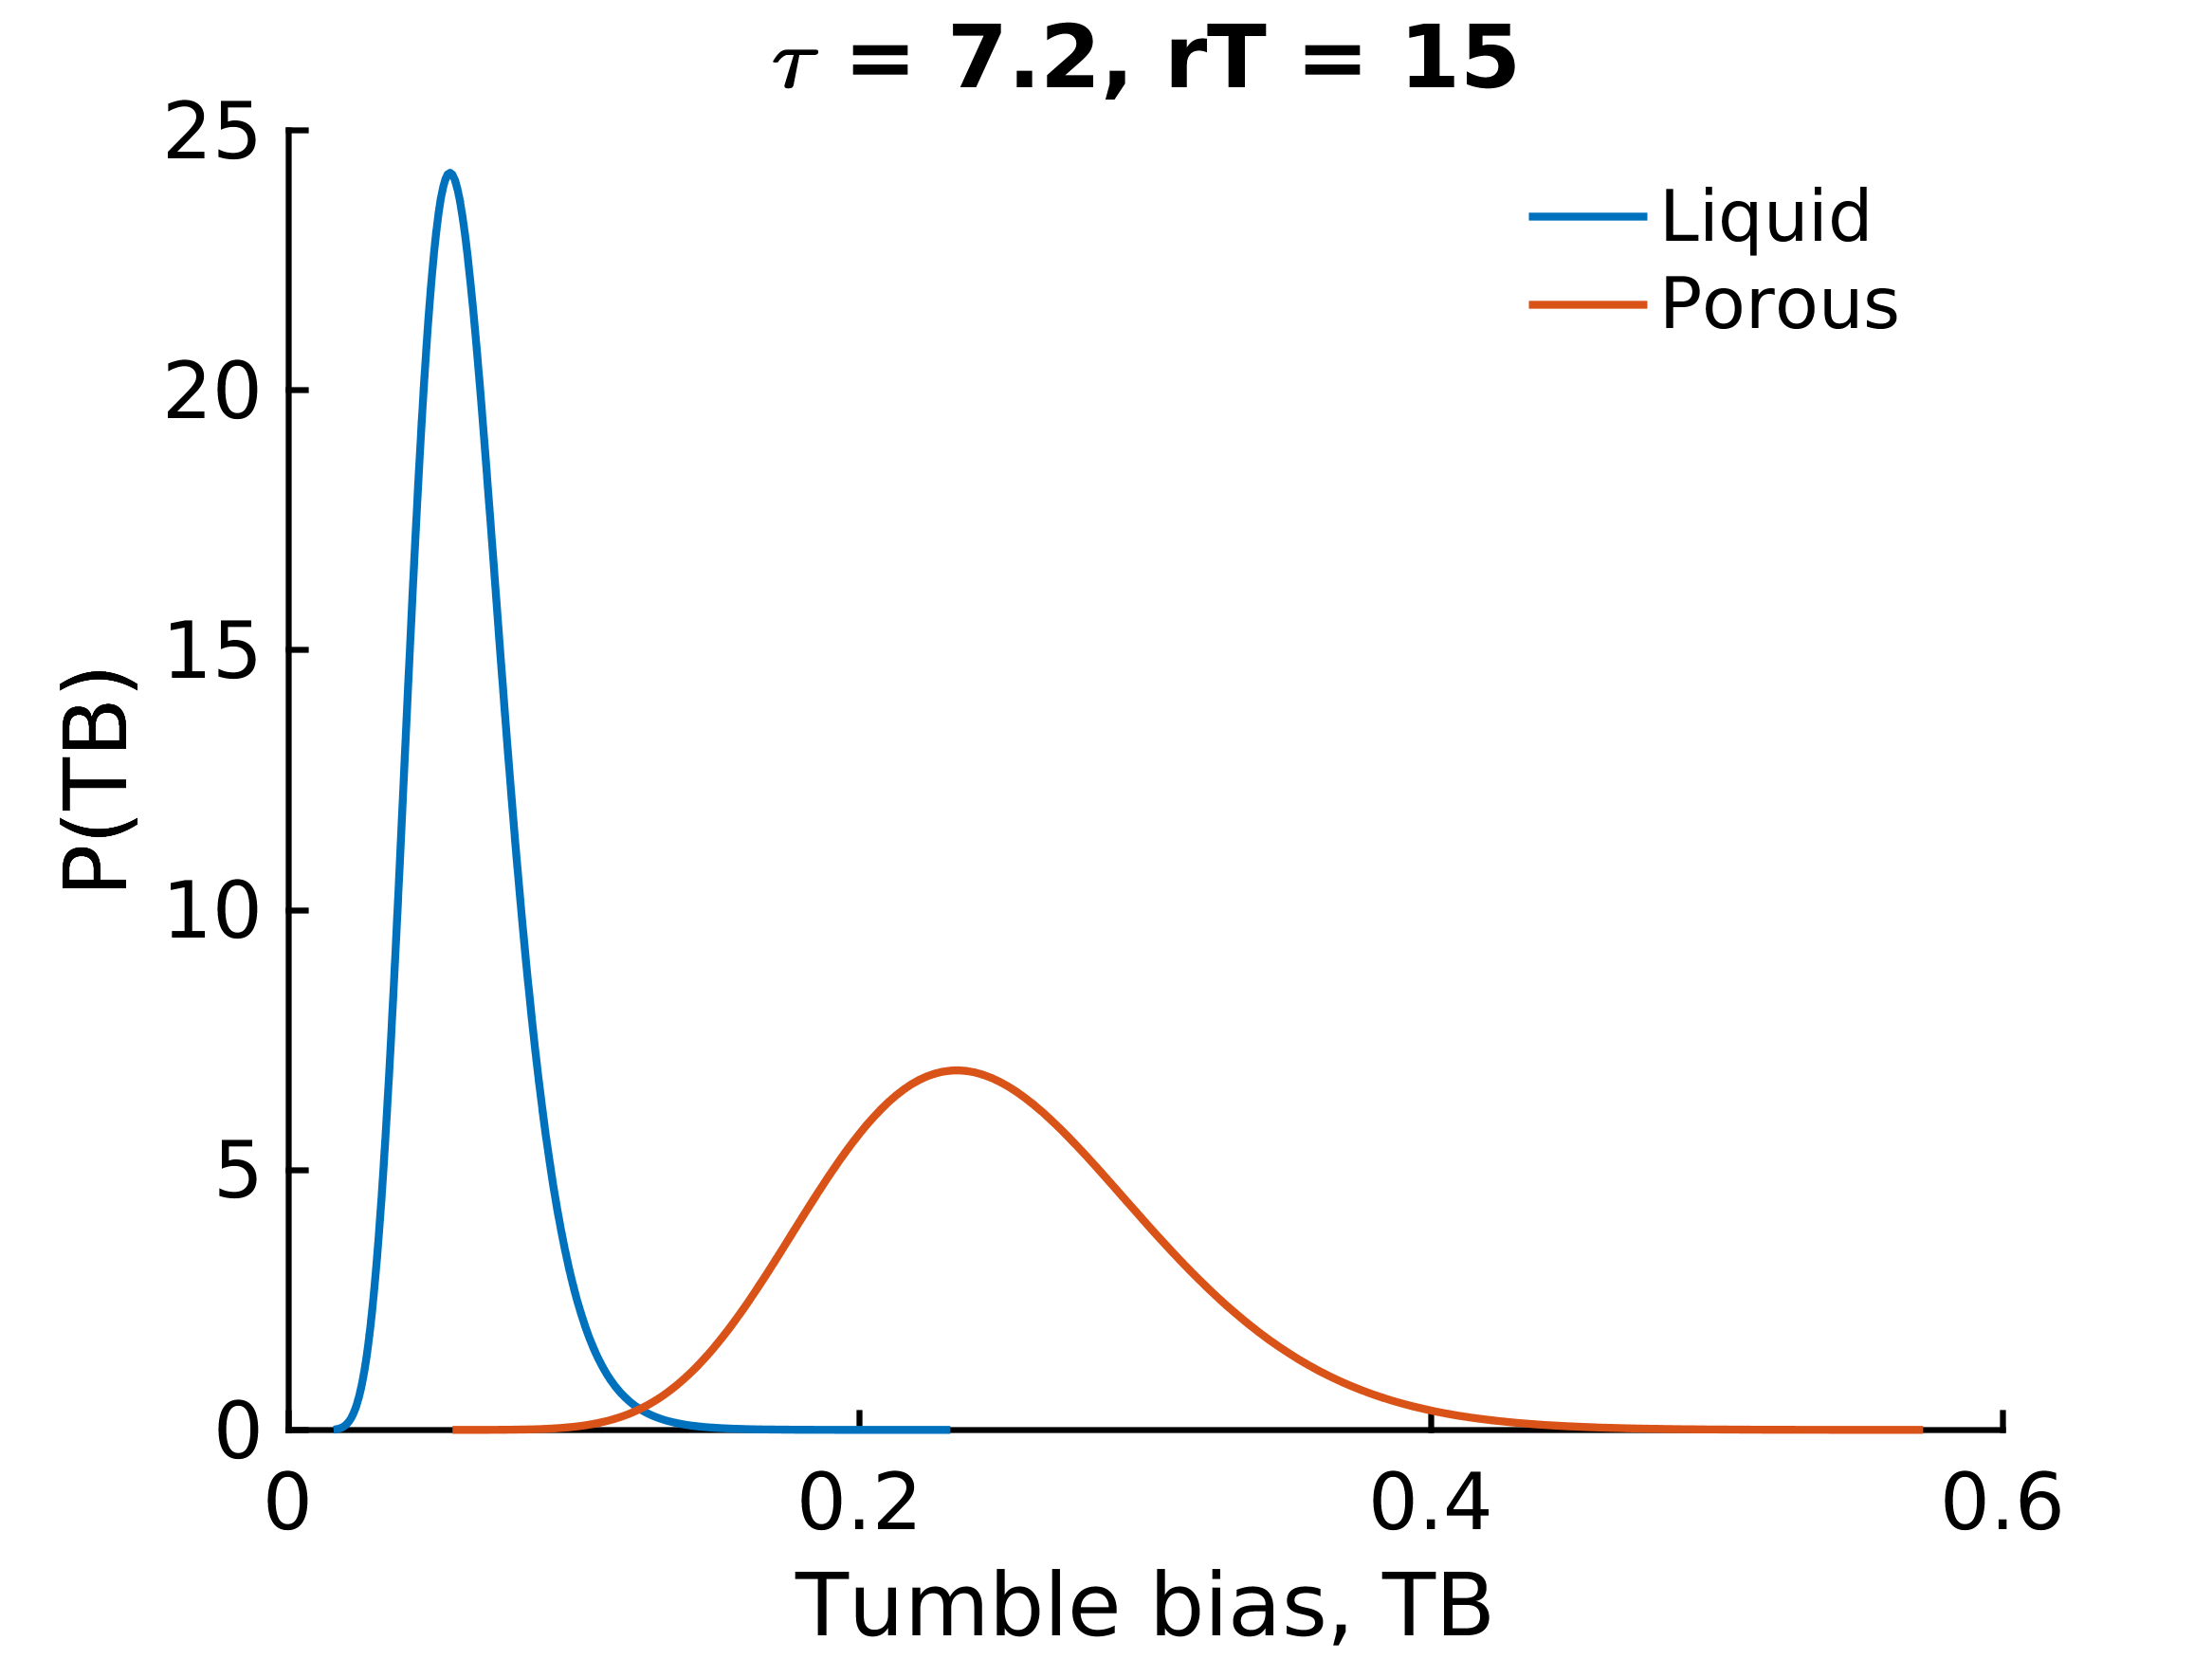 τ = 7.2, rT = 15
25
20
15
10
5
0
P(TB)
Liquid
Porous
0 0.2 0.4 0.6
Tumble bias, TB